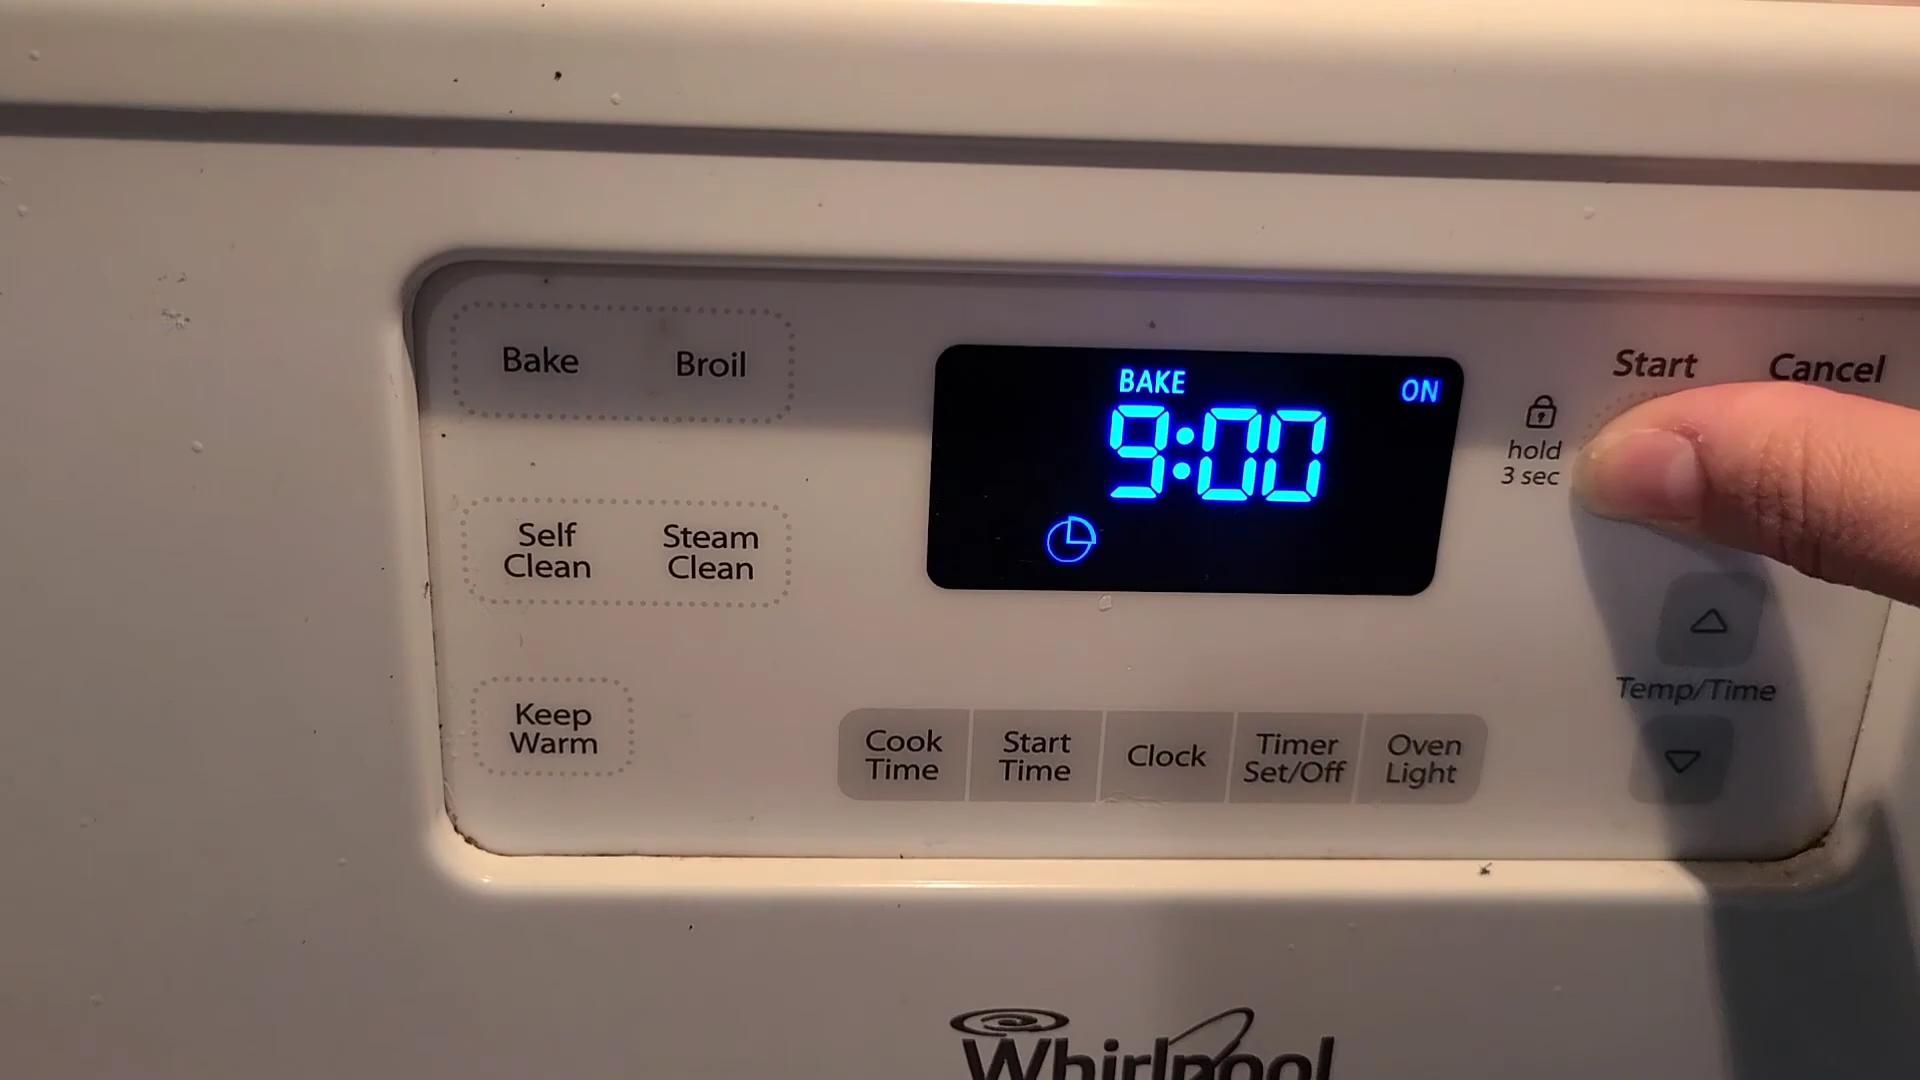 Bake
Broil
BAKE
ON
9:00
Start
Cancel
hold
3 sec
Self
Clean
Steam
Clean
Temp/Time
Keep
Warm
Cook
Time
Start
Time
Clock
Timer
Set/Off
Oven
Light
Whirlpool